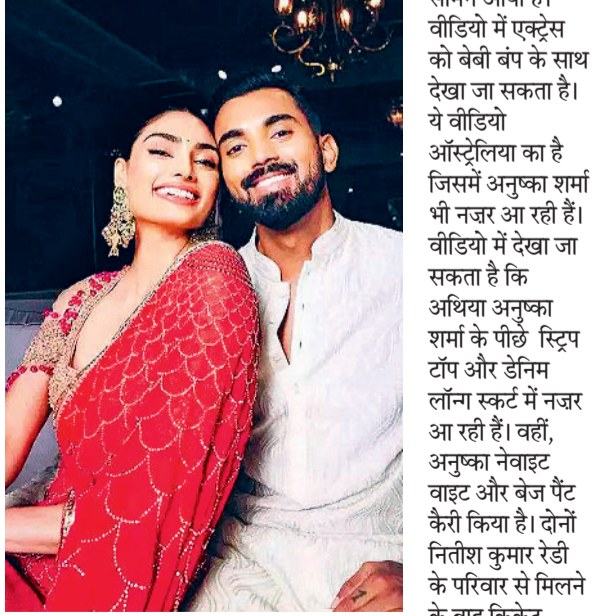 वीडियो में एक्ट्रेस
को बेबी बंप के साथ
देखा जा सकता है।
ये वीडियो
ऑस्ट्रेलिया का है
जिसमें अनुष्का शर्मा
भी नज़र आ रही हैं।
वीडियो में देखा जा
सकता है कि
अथिया अनुष्का
शर्मा के पीछे स्ट्रिप
टॉप और डेनिम
लॉन्ग स्कर्ट में नज़र
आ रही हैं। वहीं,
अनुष्का नेवाइट
वाइट और बेज पैंट
कैरी किया है। दोनों
नितीश कुमार रेडी
के परिवार से मिलने